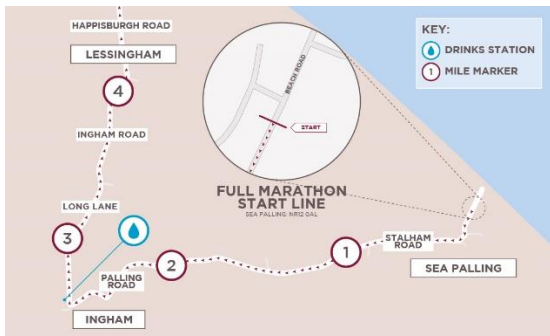 HAPPISBURGH ROAD
LESSINGHAM
4
INGHAM ROAD
LONG LANE
3
PALLING
ROAD
INGHAM
2
1
STALHAM
ROAD
SEA PALLING
BEACH ROAD
START
FULL MARATHON
START LINE
SEA PALLING: NR12 0AL
KEY:
DRINKS STATION
1 MILE MARKER